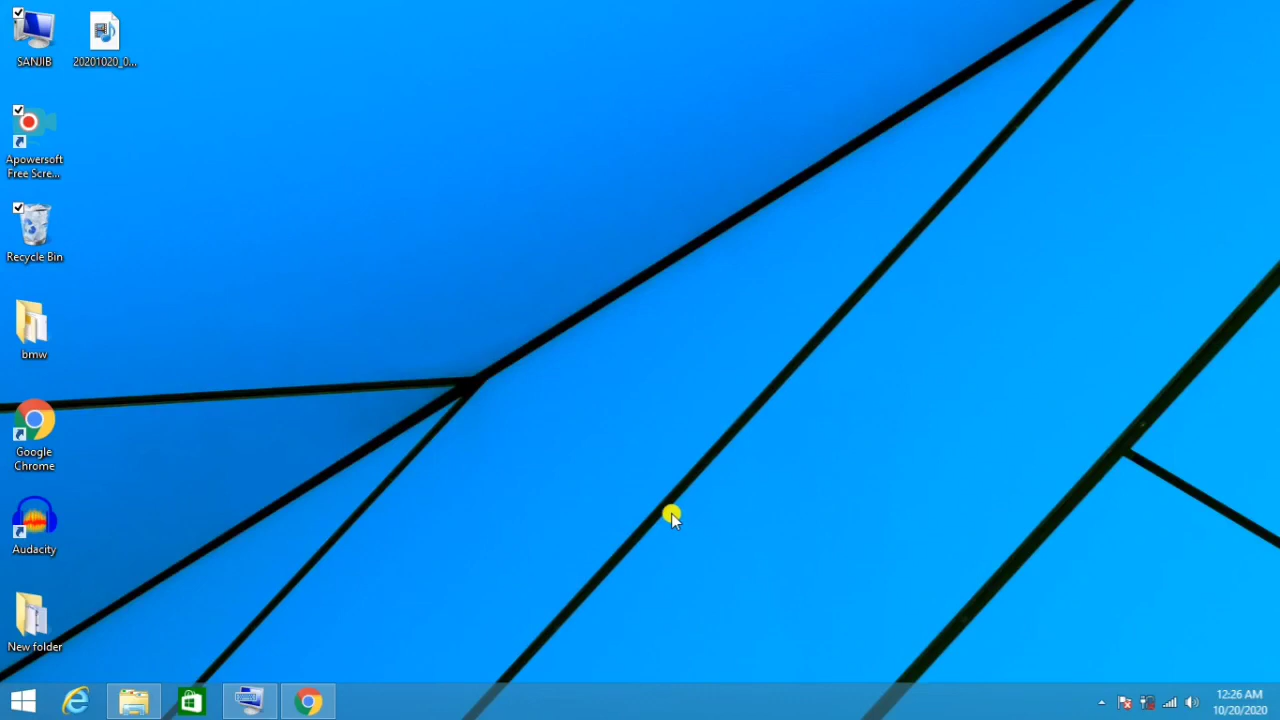 SANJIB
20201020_0...
Apowersoft
Free Scre...
Recycle Bin
bmw
Google
Chrome
Audacity
New folder
12:26 AM
10/20/2020